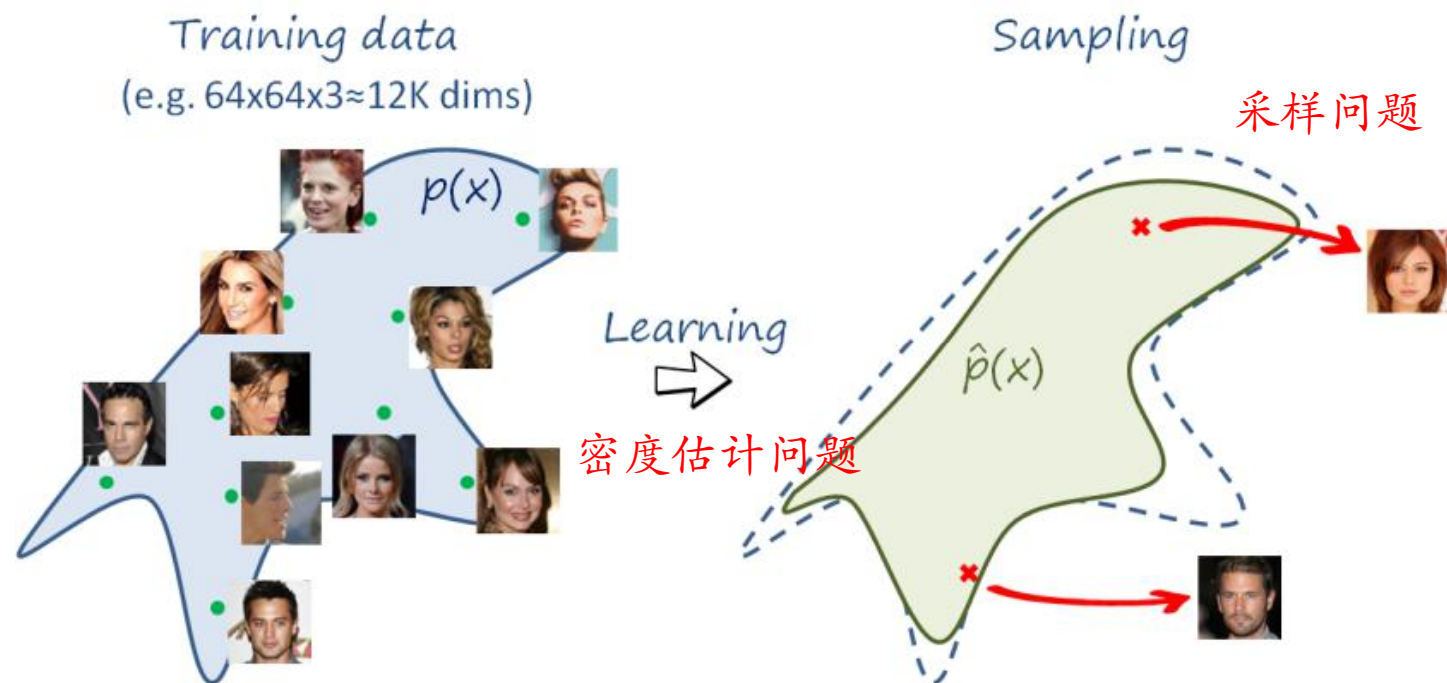 Training data
(e.g. 64x64x3≈12K dims)
p(x)
Learning
密度估计问题
Sampling
采样问题
p̂(x)